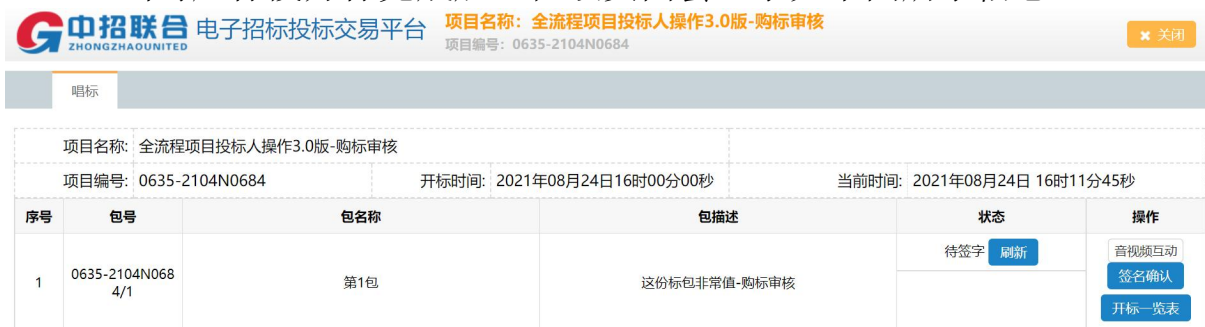 中招联合 电子招标投标交易平台 项目名称：全流程项目投标人操作3.0版-购标审核
ZHONGZHAOUNITED 项目编号：0635-2104N0684
× 关闭
唱标
项目名称: 全流程项目投标人操作3.0版-购标审核
项目编号: 0635-2104N0684 开标时间: 2021年08月24日16时00分00秒 当前时间: 2021年08月24日 16时11分45秒
序号 包号 包名称 包描述 状态 操作
待签字 刷新 音视频互动
1 0635-2104N068 第1包 这份标包非常值-购标审核 签名确认
4/1
开标一览表